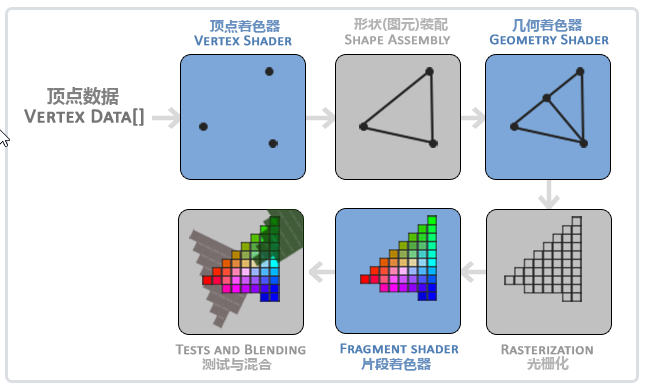 顶点着色器
VERTEX SHADER
形状(图元)装配
SHAPE ASSEMBLY
几何着色器
GEOMETRY SHADER
顶点数据
VERTEX DATA[]
TESTS AND BLENDING
测试与混合
FRAGMENT SHADER
片段着色器
RASTERIZATION
光栅化